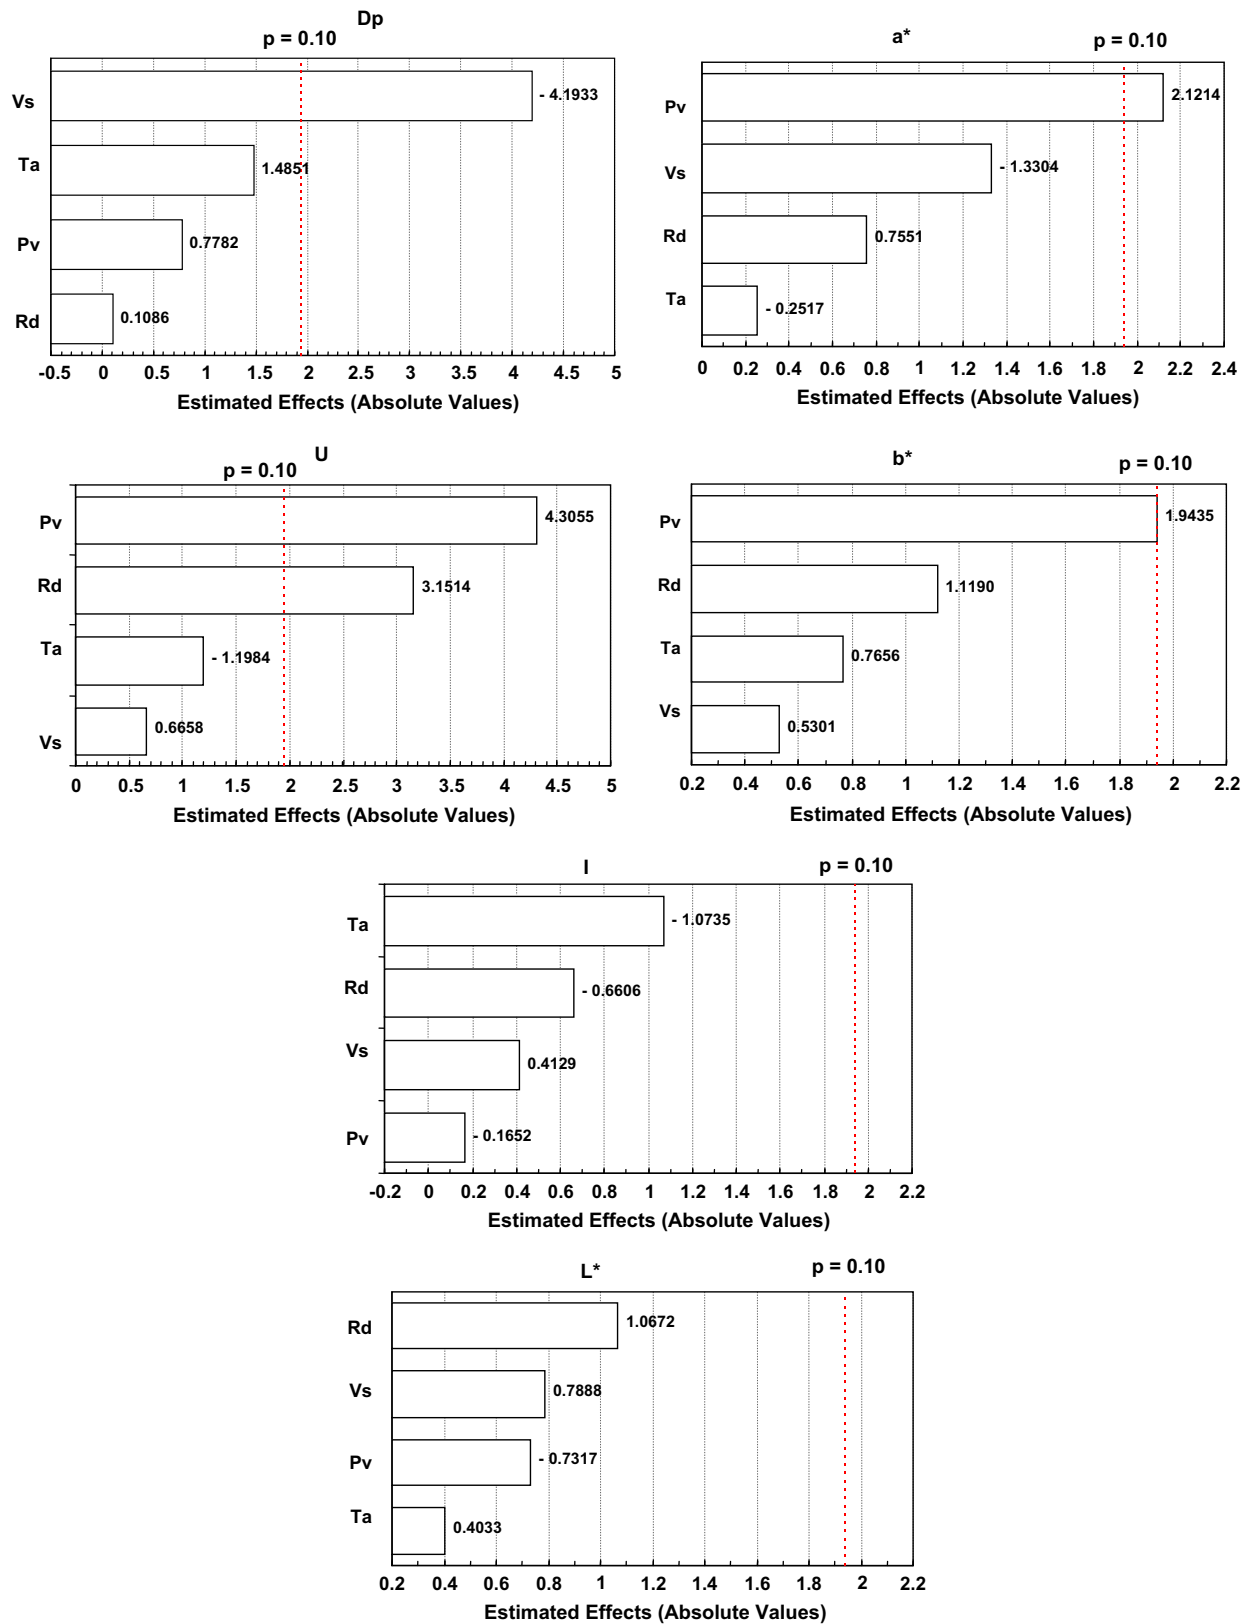 Dp
p = 0.10
Vs
- 4.1933
Ta
1.4851
Pv
0.7782
Rd
0.1086
-0.5 0 0.5 1 1.5 2 2.5 3 3.5 4 4.5 5
Estimated Effects (Absolute Values)
a*
p = 0.10
Pv
2.1214
Vs
- 1.3304
Rd
0.7551
Ta
- 0.2517
0 0.2 0.4 0.6 0.8 1 1.2 1.4 1.6 1.8 2 2.2 2.4
Estimated Effects (Absolute Values)
U
p = 0.10
Pv
4.3055
Rd
3.1514
Ta
- 1.1984
Vs
0.6658
0 0.5 1 1.5 2 2.5 3 3.5 4 4.5 5
Estimated Effects (Absolute Values)
b*
p = 0.10
Pv
1.9435
Rd
1.1190
Ta
0.7656
Vs
0.5301
0.2 0.4 0.6 0.8 1 1.2 1.4 1.6 1.8 2 2.2
Estimated Effects (Absolute Values)
I
p = 0.10
Ta
- 1.0735
Rd
- 0.6606
Vs
0.4129
Pv
- 0.1652
-0.2 0 0.2 0.4 0.6 0.8 1 1.2 1.4 1.6 1.8 2 2.2
Estimated Effects (Absolute Values)
L*
p = 0.10
Rd
1.0672
Vs
0.7888
Pv
- 0.7317
Ta
0.4033
0.2 0.4 0.6 0.8 1 1.2 1.4 1.6 1.8 2 2.2
Estimated Effects (Absolute Values)